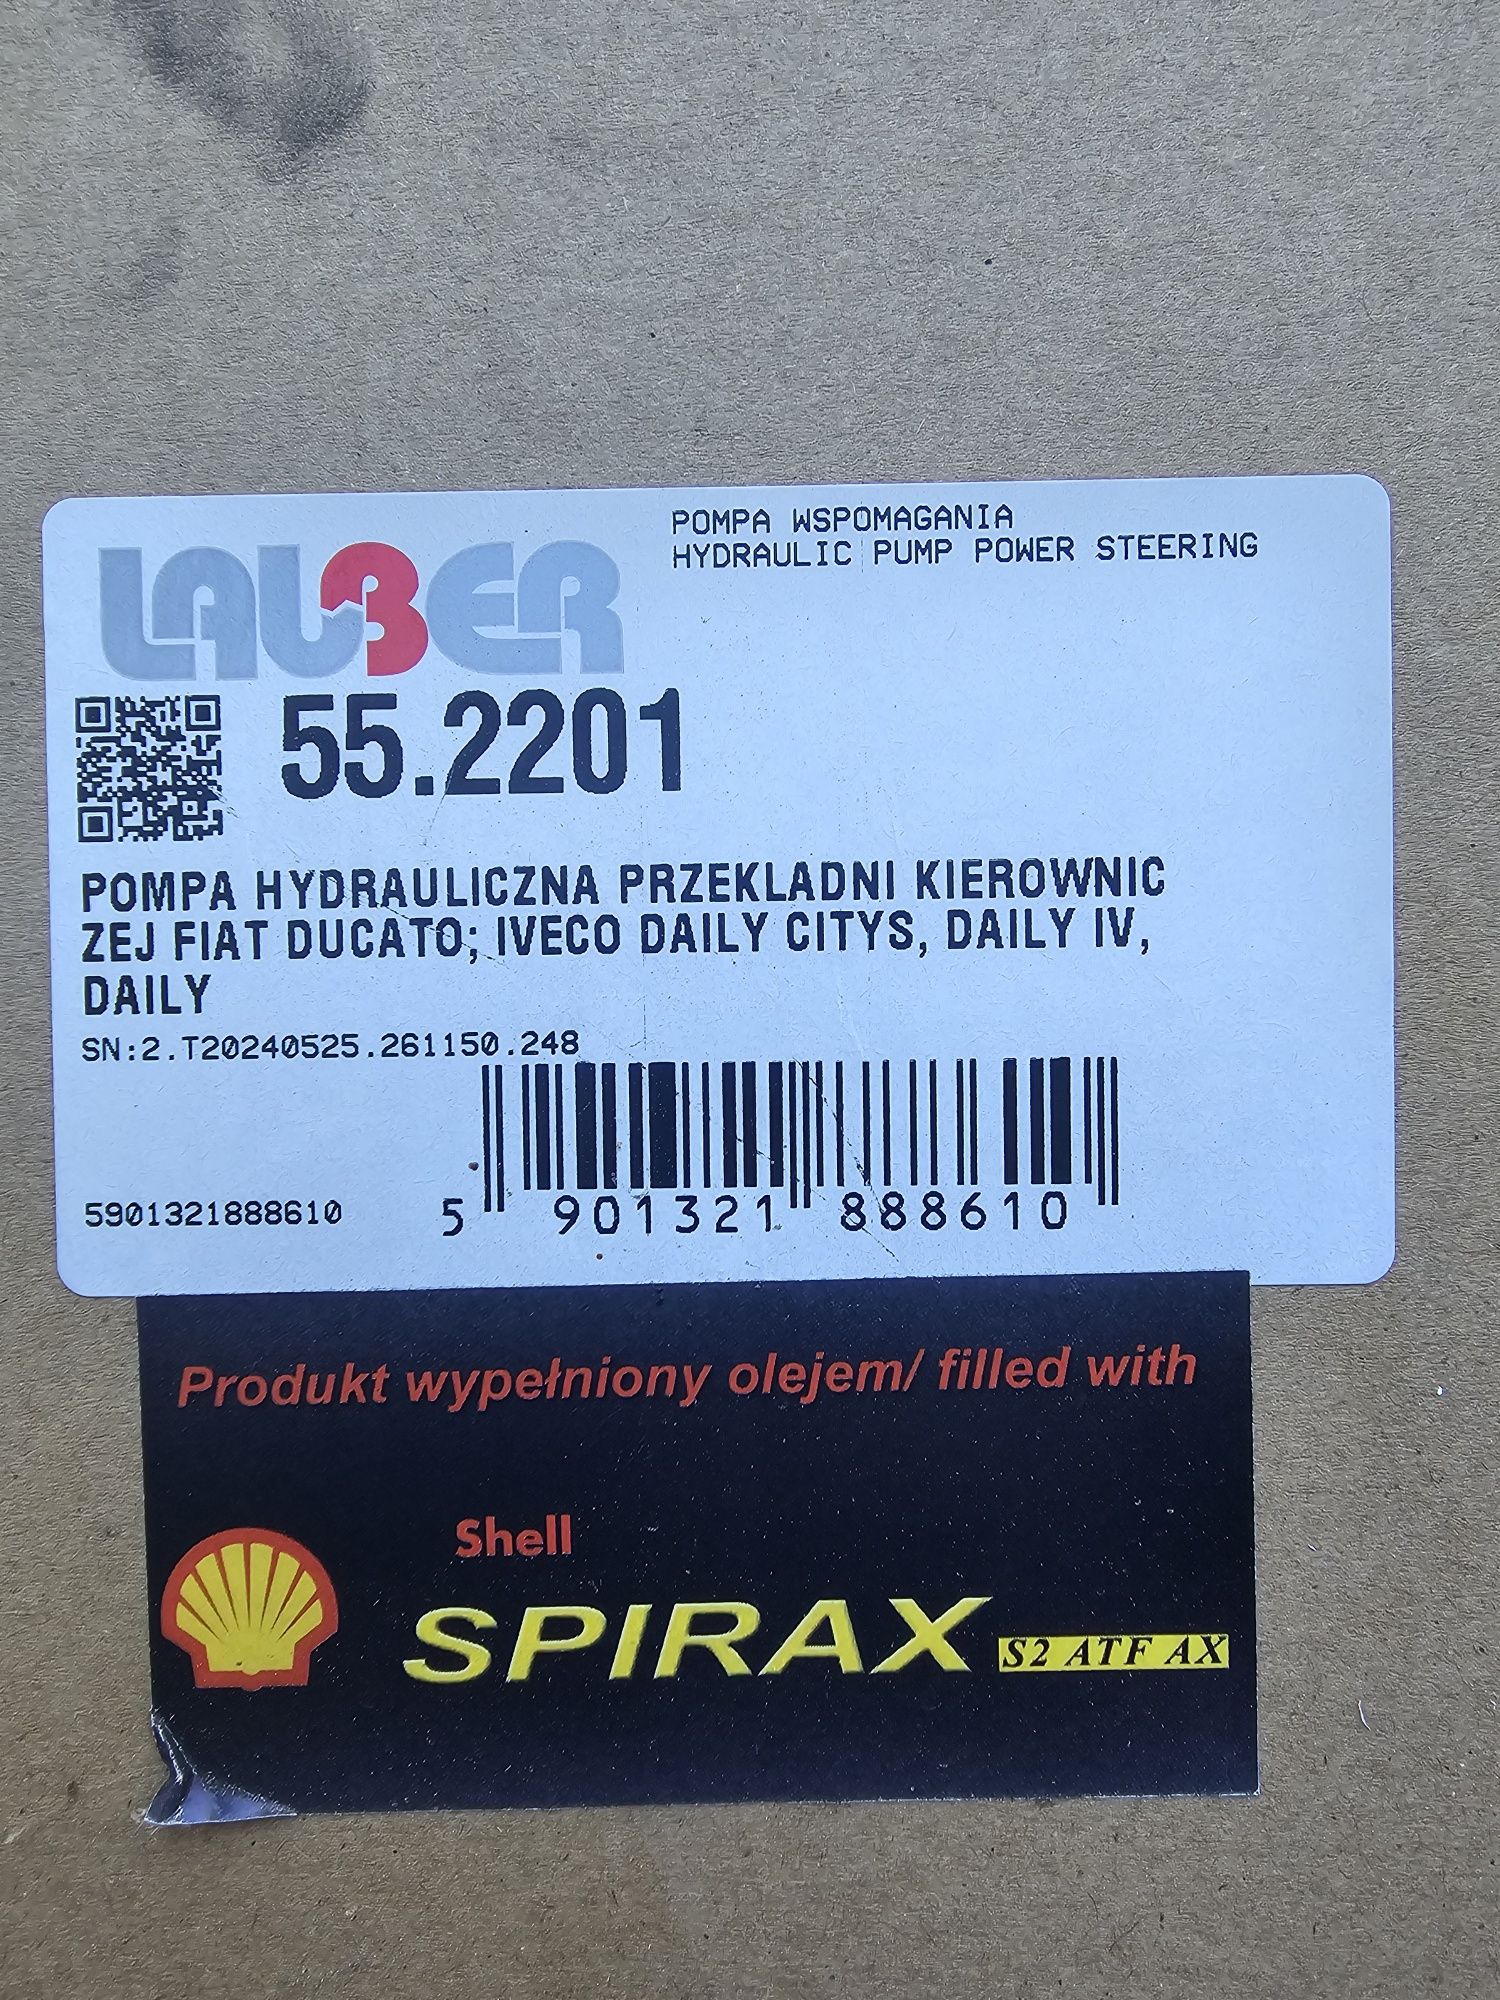 POMPA WSPOMAGANIA
HYDRAULIC PUMP POWER STEERING
LAUBER
55.2201
POMPA HYDRAULICZNA PRZEKLADNI KIEROWNIC
ZEJ FIAT DUCATO; IVECO DAILY CITYS, DAILY IV,
DAILY
SN:2.T20240525.261150.248
5901321888610
5 901321 888610
Produkt wypełniony olejem/ filled with
Shell
SPIRAX S2 ATF AX